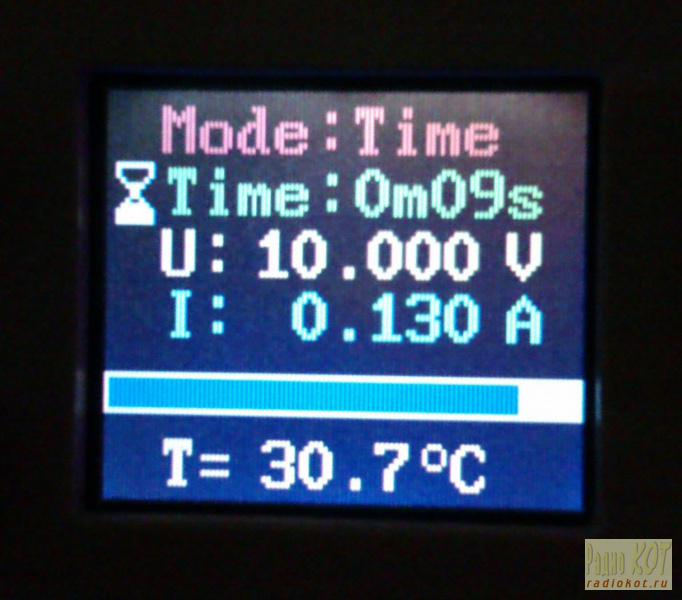 Mode:Time
Time:0m09s
U: 10.000 V
I: 0.130 A
T= 30.7°C
Радио КОТ
radiokot.ru